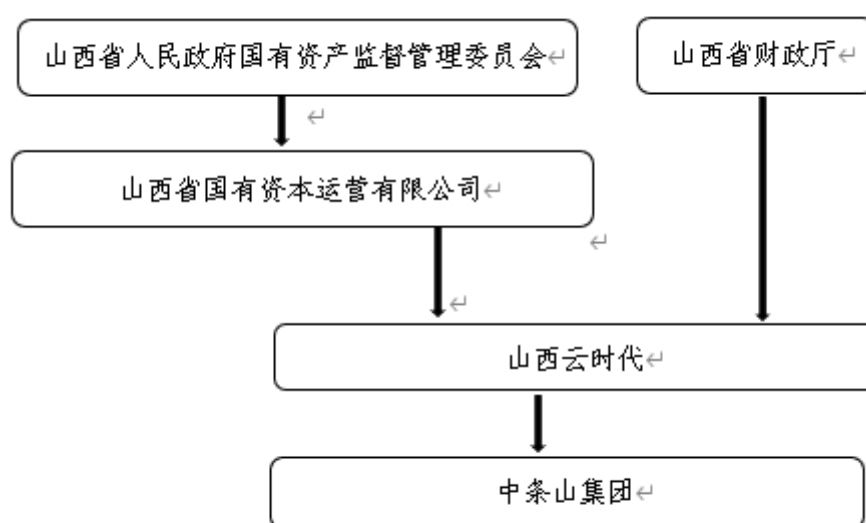 山西省人民政府国有资产监督管理委员会
山西省财政厅
山西省国有资本运营有限公司
山西云时代
中条山集团